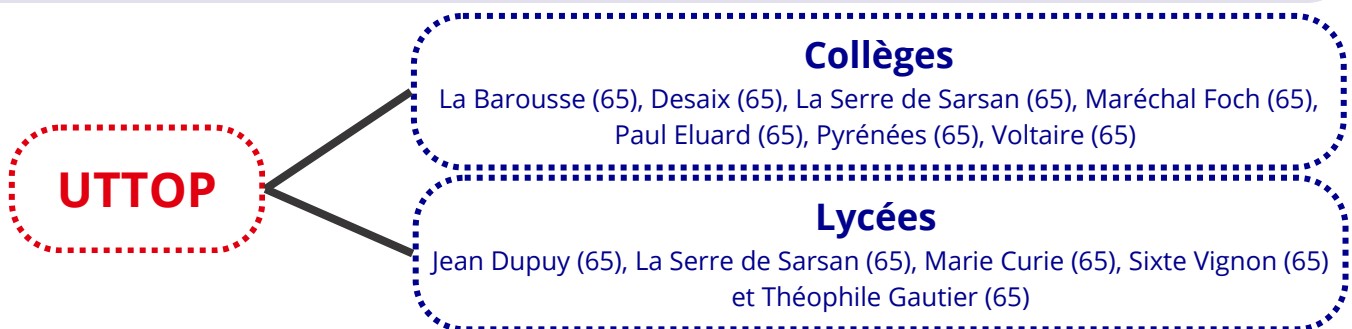 Collèges
La Barousse (65), Desaix (65), La Serre de Sarsan (65), Maréchal Foch (65),
Paul Eluard (65), Pyrénées (65), Voltaire (65)
UTTOP
Lycées
Jean Dupuy (65), La Serre de Sarsan (65), Marie Curie (65), Sixte Vignon (65)
et Théophile Gautier (65)